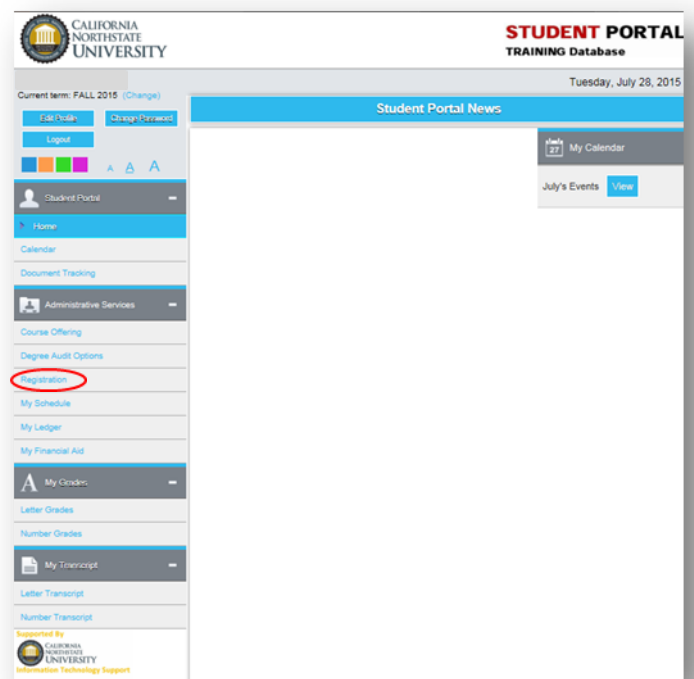 CALIFORNIA
NORTHSTATE
UNIVERSITY
STUDENT PORTAL
TRAINING Database
Tuesday, July 28, 2015
Current term: FALL 2015 (Change)
Edit Profile Change Password
Logout
A A A
Student Portal News
27 My Calendar
July's Events View
Student Portal
Home
Calendar
Document Tracking
Administrative Services
Course Offering
Degree Audit Options
Registration
My Schedule
My Ledger
My Financial Aid
A My Grades
Letter Grades
Number Grades
My Transcript
Letter Transcript
Number Transcript
Supported By
CALIFORNIA
NORTHSTATE
UNIVERSITY
Information Technology Support